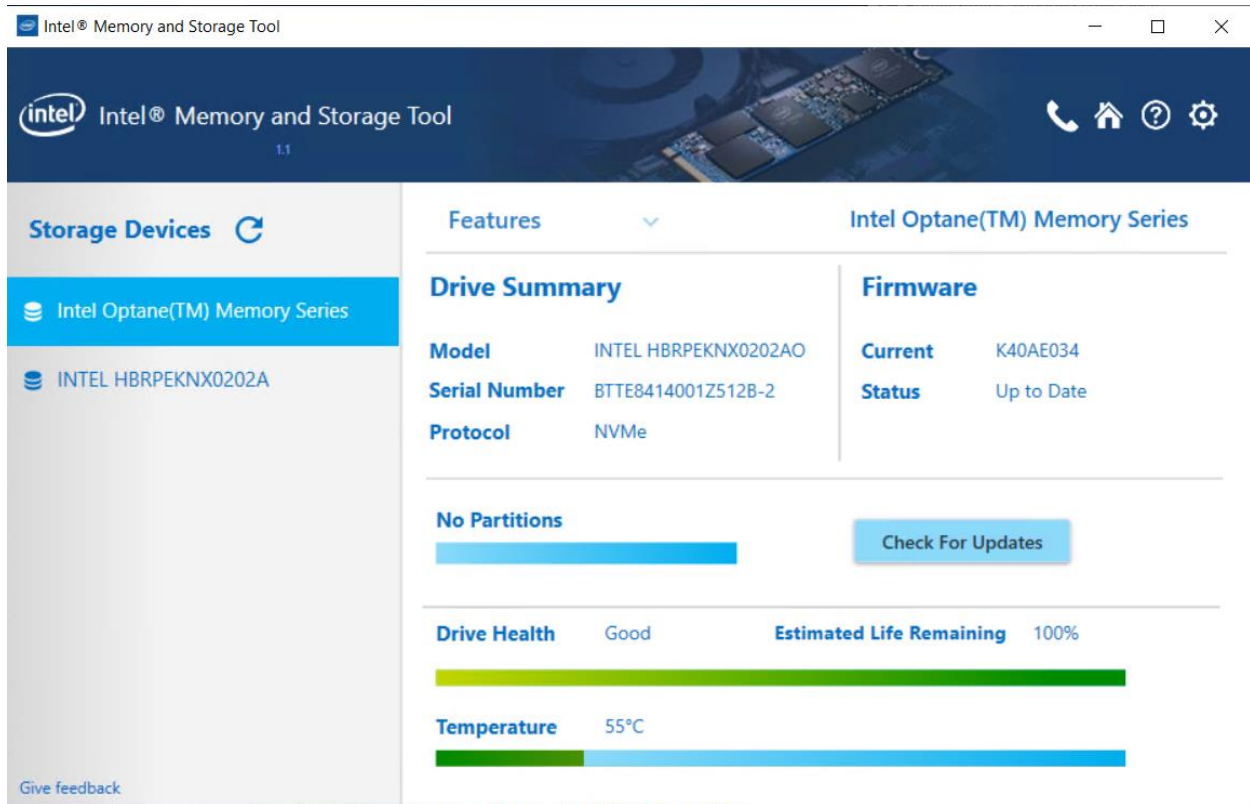 Intel® Memory and Storage Tool
intel Intel® Memory and Storage Tool
1.1
Storage Devices
Intel Optane(TM) Memory Series
INTEL HBRPEKNX0202A
Give feedback
Features
Intel Optane(TM) Memory Series
Drive Summary
Model INTEL HBRPEKNX0202AO
Serial Number BTTE8414001Z512B-2
Protocol NVMe
Firmware
Current K40AE034
Status Up to Date
No Partitions
Check For Updates
Drive Health Good Estimated Life Remaining 100%
Temperature 55°C